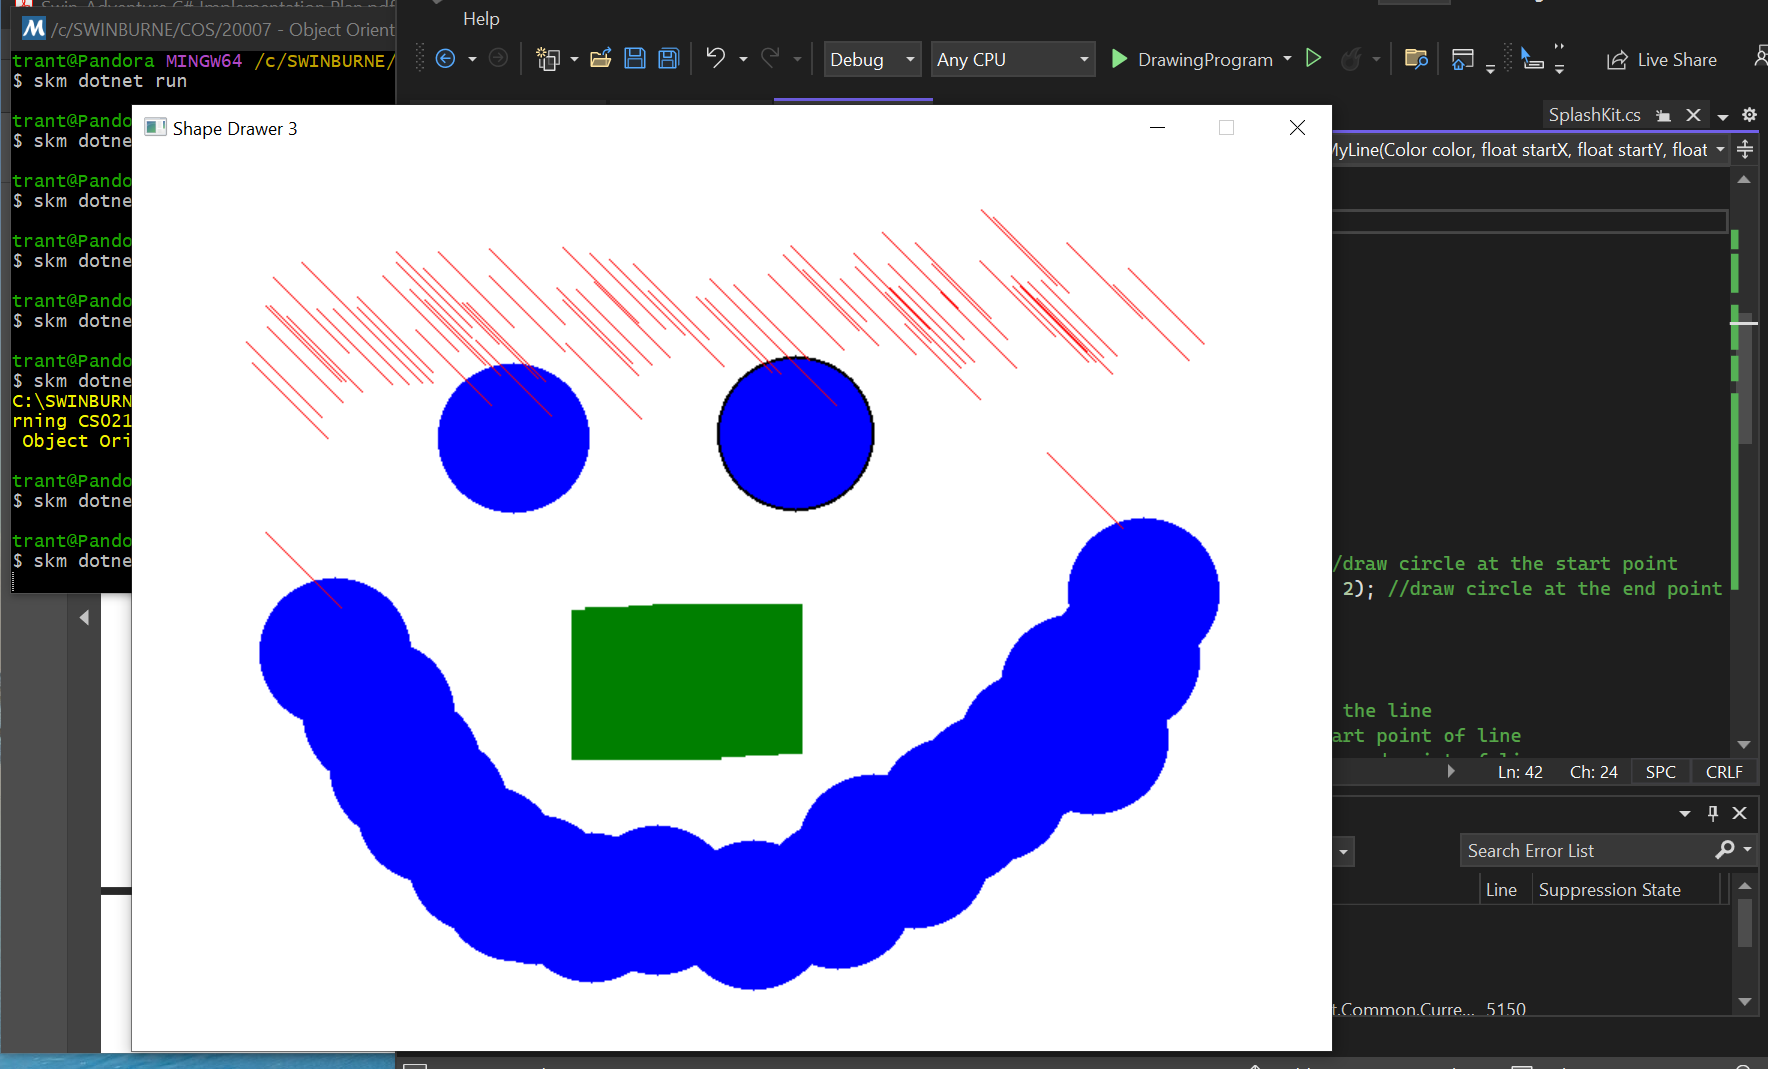 Swin-Adventure C# Implementation Plan.pdf
/c/SWINBURNE/COS/20007 - Object Orient
trant@Pandora MINGW64 /c/SWINBURNE/
$ skm dotnet run
trant@Pando
$ skm dotne
trant@Pando
$ skm dotne
trant@Pando
$ skm dotne
trant@Pando
$ skm dotne
trant@Pando
$ skm dotne
C:\SWINBURN
rning CS021
Object Ori
trant@Pando
$ skm dotne
trant@Pando
$ skm dotne
Help
Debug
Any CPU
DrawingProgram
Live Share
Shape Drawer 3
SplashKit.cs
MyLine(Color color, float startX, float startY, float
/draw circle at the start point
2); //draw circle at the end point
the line
art point of line
Ln: 42 Ch: 24 SPC CRLF
Search Error List
Line Suppression State
t.Common.Curre... 5150